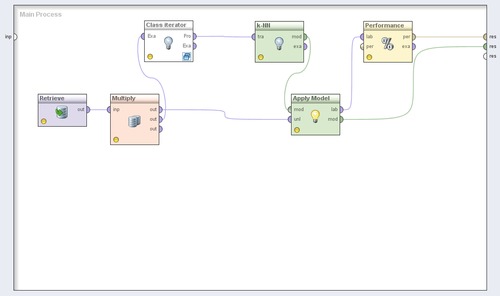 Main Process
inp
res
res
res
Class Iterator
Exa
Pro
Exa
k-NN
tra
mod
exa
Performance
lab
per
per
exa
Retrieve
out
Multiply
inp
out
out
out
Apply Model
mod
unl
lab
mod